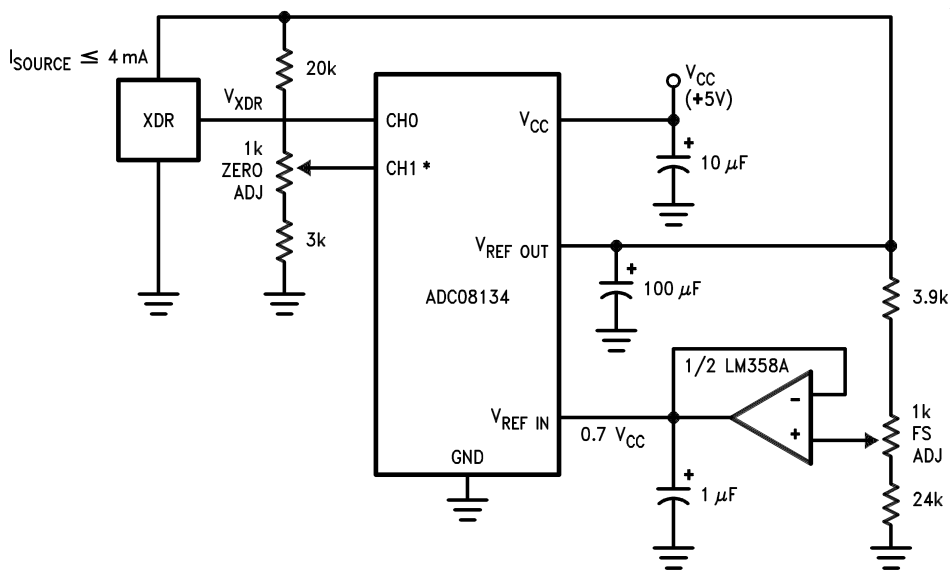 I_SOURCE ≤ 4 mA
XDR
V_XDR
20k
1k
ZERO
ADJ
3k
CH0
CH1 *
V_CC
V_REF OUT
ADC08134
V_REF IN
GND
V_CC
(+5V)
+
10 μF
+
100 μF
3.9k
1/2 LM358A
-
+
0.7 V_CC
1k
FS
ADJ
+
1 μF
24k